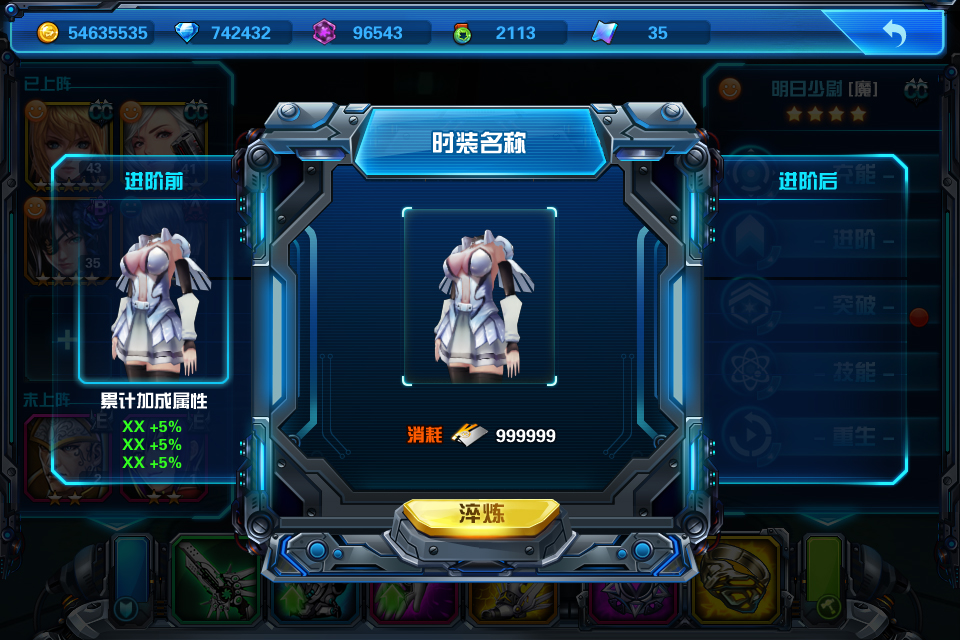 54635535
742432
96543
2113
35
已上阵
明日少尉 [魔]
时装名称
43
进阶前
进阶后
充能
- 进阶 -
35
- 突破 -
- 技能 -
未上阵
累计加成属性
XX +5%
XX +5%
XX +5%
消耗 999999
- 重生 -
淬炼